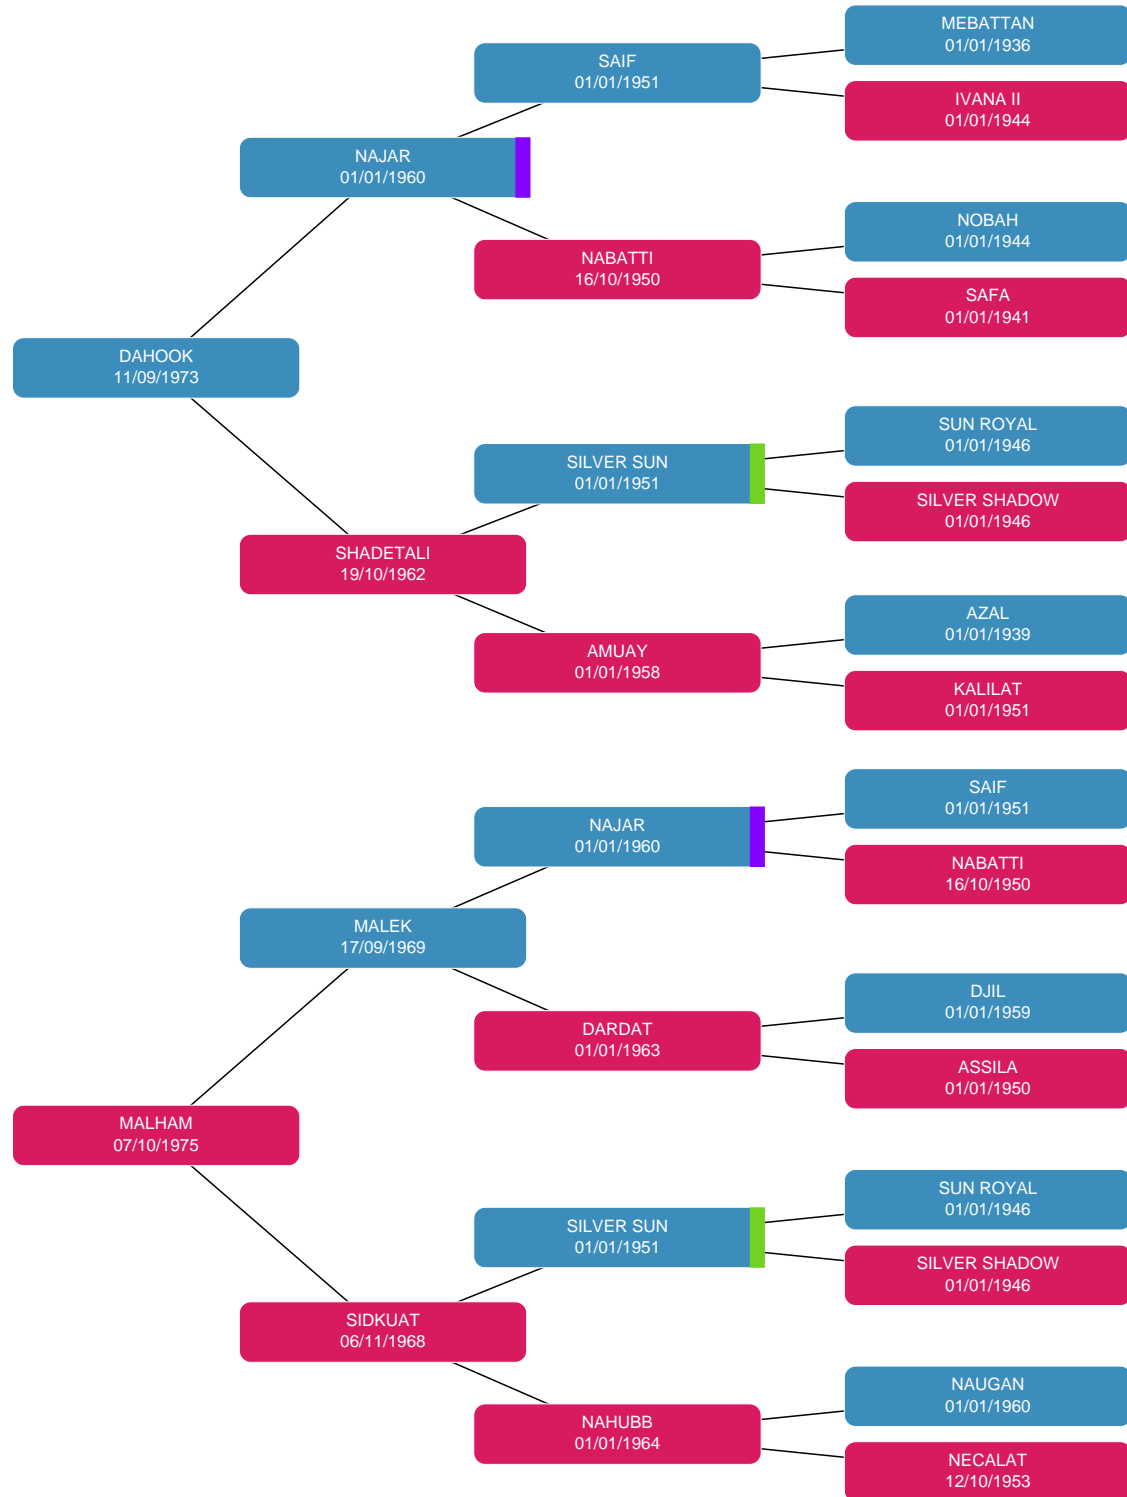 MEBATTAN
01/01/1936
SAIF
01/01/1951
IVANA II
01/01/1944
NAJAR
01/01/1960
NOBAH
01/01/1944
NABATTI
16/10/1950
SAFA
01/01/1941
DAHOOK
11/09/1973
SUN ROYAL
01/01/1946
SILVER SUN
01/01/1951
SILVER SHADOW
01/01/1946
SHADETALI
19/10/1962
AZAL
01/01/1939
AMUAY
01/01/1958
KALILAT
01/01/1951
SAIF
01/01/1951
NAJAR
01/01/1960
NABATTI
16/10/1950
MALEK
17/09/1969
DJIL
01/01/1959
DARDAT
01/01/1963
ASSILA
01/01/1950
MALHAM
07/10/1975
SUN ROYAL
01/01/1946
SILVER SUN
01/01/1951
SILVER SHADOW
01/01/1946
SIDKUAT
06/11/1968
NAUGAN
01/01/1960
NAHUBB
01/01/1964
NECALAT
12/10/1953